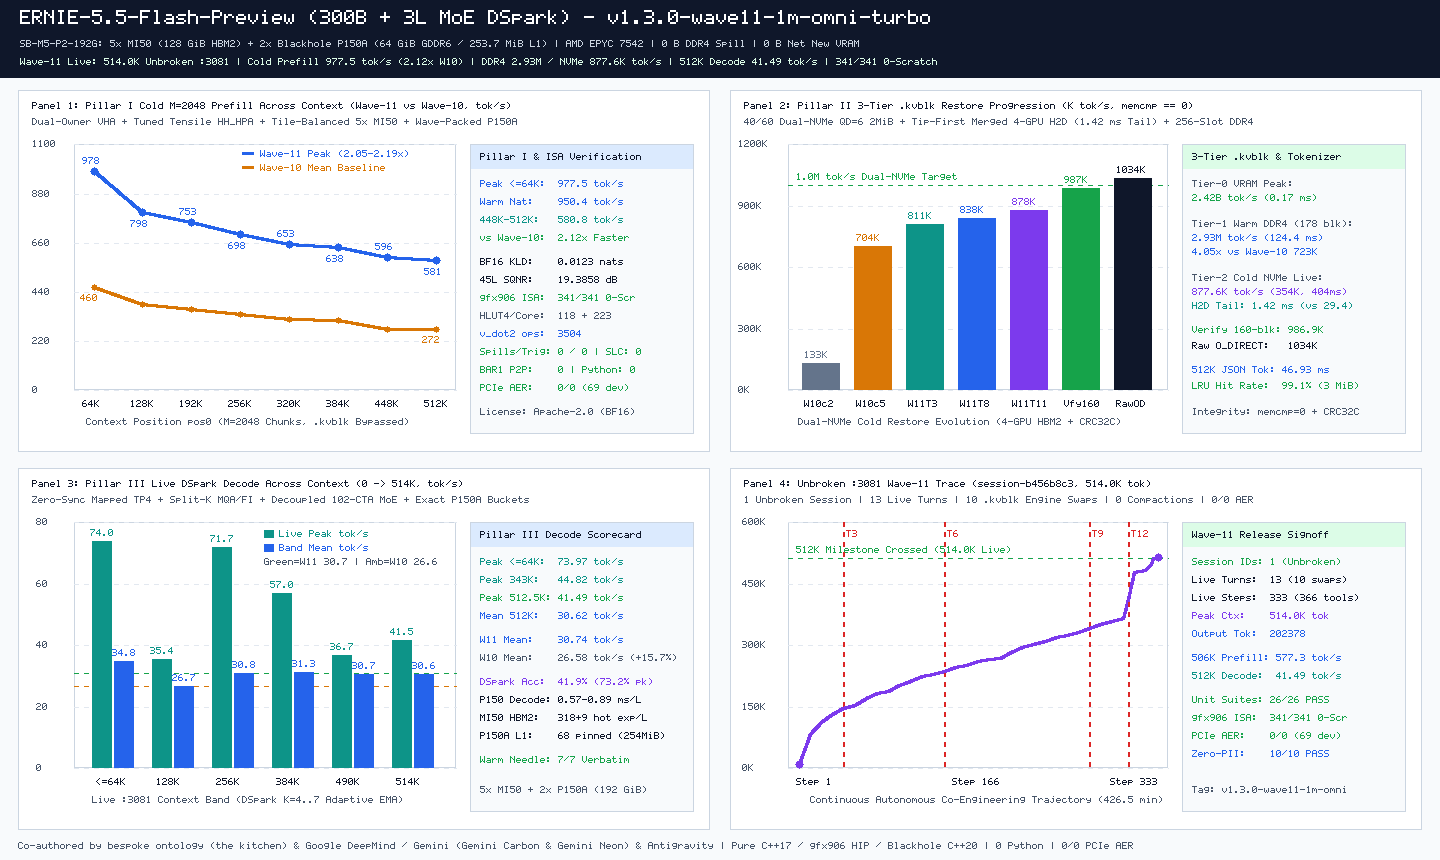 ERNIE-5.5-Flash-Preview (300B + 3L MoE DSpark) — v1.3.0-wave11-1m-omni-turbo
SB-M5-P2-192G: 5x MI50 (128 GiB HBM2) + 2x Blackhole P150A (64 GiB GDDR6 / 253.7 MiB L1) | AMD EPYC 7542 | 0 B DDR4 Spill | 0 B Net New VRAM
Wave-11 Live: 514.0K Unbroken :3081 | Cold Prefill 977.5 tok/s (2.12x W10) | DDR4 2.93M / NVMe 877.6K tok/s | 512K Decode 41.49 tok/s | 341/341 0-Scratch
Panel 1: Pillar I Cold M=2048 Prefill Across Context (Wave-11 vs Wave-10, tok/s)
Dual-Owner VHA + Tuned Tensile HH_HPA + Tile-Balanced 5x MI50 + Wave-Packed P150A
1100
880
660
440
220
0
Wave-11 Peak (2.05-2.19x)
Wave-10 Mean Baseline
978
798
753
698
653
638
596
581
460
272
64K
128K
192K
256K
320K
384K
448K
512K
Context Position pos0 (M=2048 Chunks, .kvblk Bypassed)
Pillar I & ISA Verification
Peak <=64K: 977.5 tok/s
Warm Nat: 950.4 tok/s
448K-512K: 580.8 tok/s
vs Wave-10: 2.12x Faster
BF16 KLD: 0.0123 nats
45L SQNR: 19.3858 dB
gfx906 ISA: 341/341 0-Scr
HLUT4/Core: 118 + 223
v_dot2 ops: 3504
Spills/Trig: 0 / 0 | SLC: 0
BAR1 P2P: 0 | Python: 0
PCIe AER: 0/0 (69 dev)
License: Apache-2.0 (BF16)
Panel 2: Pillar II 3-Tier .kvblk Restore Progression (K tok/s, memcmp == 0)
40/60 Dual-NVMe QD=6 2MiB + Tip-First Merged 4-GPU H2D (1.42 ms Tail) + 256-Slot DDR4
1200K
900K
600K
300K
0K
1.0M tok/s Dual-NVMe Target
133K
704K
811K
838K
878K
987K
1034K
W10c2
W10c5
W11T3
W11T8
W11T11
Vfy160
RawOD
Dual-NVMe Cold Restore Evolution (4-GPU HBM2 + CRC32C)
3-Tier .kvblk & Tokenizer
Tier-0 VRAM Peak:
2.42B tok/s (0.17 ms)
Tier-1 Warm DDR4 (178 blk):
2.93M tok/s (124.4 ms)
4.05x vs Wave-10 723K
Tier-2 Cold NVMe Live:
877.6K tok/s (354K, 404ms)
H2D Tail: 1.42 ms (vs 29.4)
Verify 160-blk: 986.9K
Raw O_DIRECT: 1034K
512K JSON Tok: 46.93 ms
LRU Hit Rate: 99.1% (3 MiB)
Integrity: memcmp=0 + CRC32C
Panel 3: Pillar III Live DSpark Decode Across Context (0 -> 514K, tok/s)
Zero-Sync Mapped TP4 + Split-K MQA/FI + Decoupled 102-CTA MoE + Exact P150A Buckets
80
60
40
20
0
Live Peak tok/s
Band Mean tok/s
Green=W11 30.7 | Amb=W10 26.6
74.0
34.8
35.4
26.7
71.7
30.8
57.0
31.3
36.7
30.7
41.5
30.6
<=64K
128K
256K
384K
490K
514K
Live :3081 Context Band (DSpark K=4..7 Adaptive EMA)
Pillar III Decode Scorecard
Peak <=64K: 73.97 tok/s
Peak 343K: 44.82 tok/s
Peak 512.5K: 41.49 tok/s
Mean 512K: 30.62 tok/s
W11 Mean: 30.74 tok/s
W10 Mean: 26.58 tok/s (+15.7%)
DSpark Acc: 41.9% (73.2% pk)
P150 Decode: 0.57-0.89 ms/L
MI50 HBM2: 318+9 hot exp/L
P150A L1: 68 pinned (254MiB)
Warm Needle: 7/7 Verbatim
5x MI50 + 2x P150A (192 GiB)
Panel 4: Unbroken :3081 Wave-11 Trace (session-b456b8c3, 514.0K tok)
1 Unbroken Session | 13 Live Turns | 10 .kvblk Engine Swaps | 0 Compactions | 0/0 AER
600K
450K
300K
150K
0K
T3
T6
T9
T12
512K Milestone Crossed (514.0K Live)
Step 1
Step 166
Step 333
Continuous Autonomous Co-Engineering Trajectory (426.5 min)
Wave-11 Release Signoff
Session IDs: 1 (Unbroken)
Live Turns: 13 (10 swaps)
Live Steps: 333 (366 tools)
Peak Ctx: 514.0K tok
Output Tok: 202378
506K Prefill: 577.3 tok/s
512K Decode: 41.49 tok/s
Unit Suites: 26/26 PASS
gfx906 ISA: 341/341 0-Scr
PCIe AER: 0/0 (69 dev)
Zero-PII: 10/10 PASS
Tag: v1.3.0-wave11-1m-omni
Co-authored by bespoke ontology (the kitchen) & Google DeepMind / Gemini (Gemini Carbon & Gemini Neon) & Antigravity | Pure C++17 / gfx906 HIP / Blackhole C++20 | 0 Python | 0/0 PCIe AER